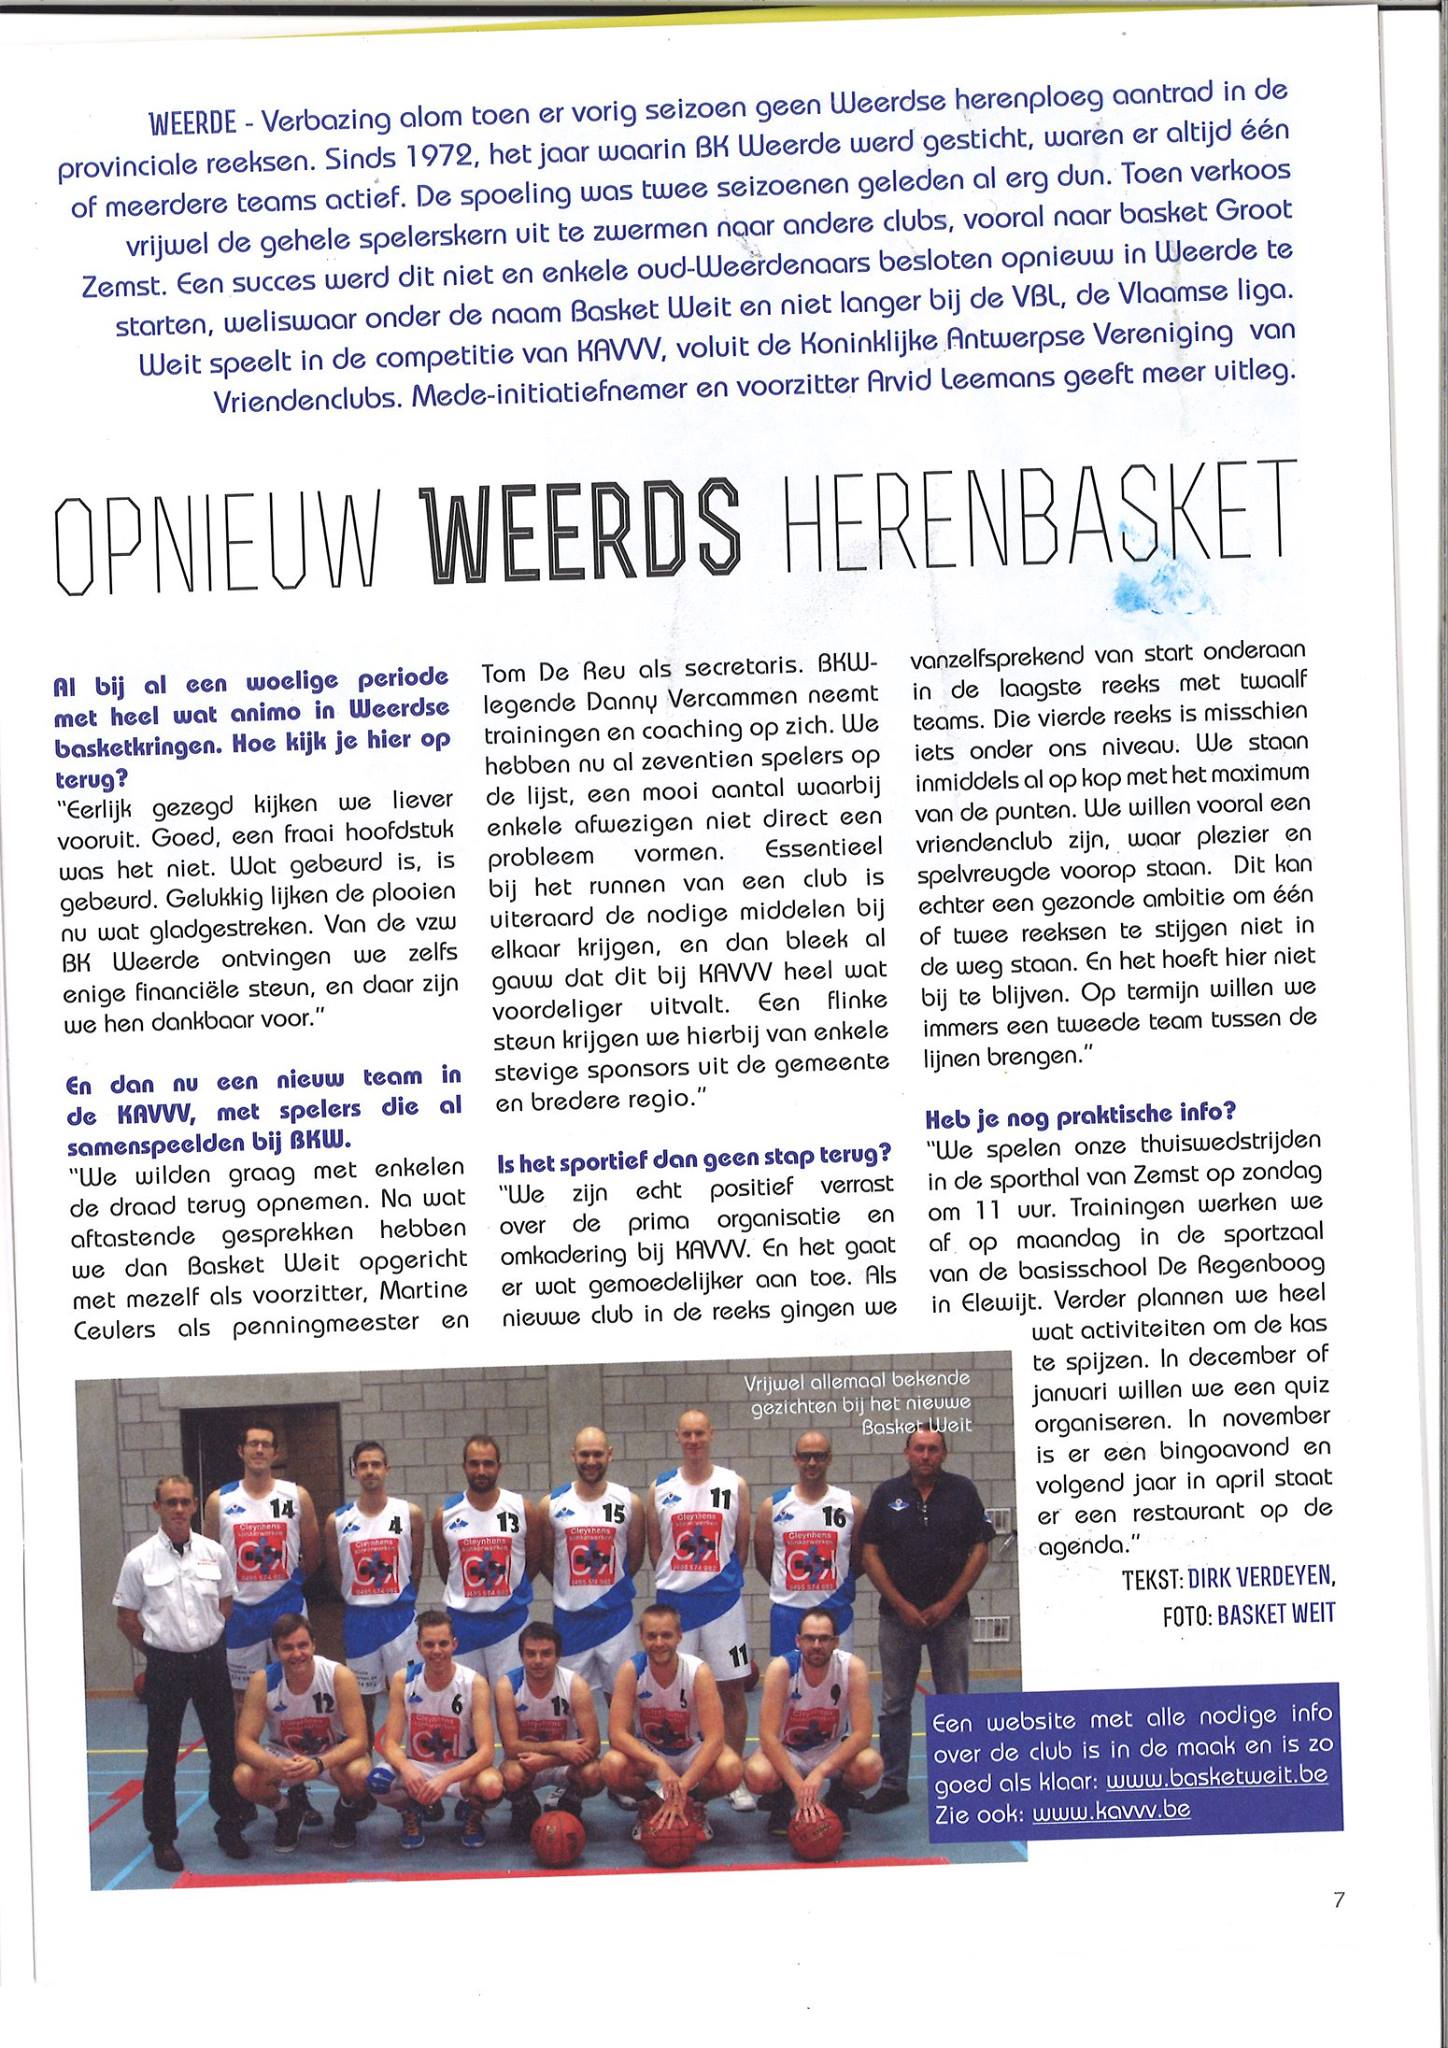 WEERDE - Verbazing alom toen er vorig seizoen geen Weerdse herenploeg aantrad in de
provinciale reeksen. Sinds 1972, het jaar waarin BK Weerde werd gesticht, waren er altijd één
of meerdere teams actief. De spoeling was twee seizoenen geleden al erg dun. Toen verkoos
vrijwel de gehele spelerskern uit te zwermen naar andere clubs, vooral naar basket Groot
Zemst. Een succes werd dit niet en enkele oud-Weerdenaars besloten opnieuw in Weerde te
starten, weliswaar onder de naam Basket Weit en niet langer bij de VBL, de Vlaamse liga.
Weit speelt in de competitie van KAVVV, voluit de Koninklijke Antwerpse Vereniging van
Vriendenclubs. Mede-initiatiefnemer en voorzitter Arvid Leemans geeft meer uitleg.
OPNIEUW WEERDS HERENBASKET
Al bij al een woelige periode
met heel wat animo in Weerdse
basketkringen. Hoe kijk je hier op
terug?
"Eerlijk gezegd kijken we liever
vooruit. Goed, een fraai hoofdstuk
was het niet. Wat gebeurd is, is
gebeurd. Gelukkig lijken de plooien
nu wat gladgestreken. Van de vzw
BK Weerde ontvingen we zelfs
enige financiële steun, en daar zijn
we hen dankbaar voor."
En dan nu een nieuw team in
de KAVVV, met spelers die al
samenspeelden bij BKW.
"We wilden graag met enkelen
de draad terug opnemen. Na wat
aftastende gesprekken hebben
we dan Basket Weit opgericht
met mezelf als voorzitter, Martine
Ceulers als penningmeester en
Tom De Reu als secretaris. BKW-
legende Danny Vercammen neemt
trainingen en coaching op zich. We
hebben nu al zeventien spelers op
de lijst, een mooi aantal waarbij
enkele afwezigen niet direct een
probleem vormen. Essentieel
bij het runnen van een club is
uiteraard de nodige middelen bij
elkaar krijgen, en dan bleek al
gauw dat dit bij KAVVV heel wat
voordeliger uitvalt. Een flinke
steun krijgen we hierbij van enkele
stevige sponsors uit de gemeente
en bredere regio."
Is het sportief dan geen stap terug?
"We zijn echt positief verrast
over de prima organisatie en
omkadering bij KAVVV. En het gaat
er wat gemoedelijker aan toe. Als
nieuwe club in de reeks gingen we
vanzelfsprekend van start onderaan
in de laagste reeks met twaalf
teams. Die vierde reeks is misschien
iets onder ons niveau. We staan
inmiddels al op kop met het maximum
van de punten. We willen vooral een
vriendenclub zijn, waar plezier en
spelvreugde voorop staan. Dit kan
echter een gezonde ambitie om één
of twee reeksen te stijgen niet in
de weg staan. En het hoeft hier niet
bij te blijven. Op termijn willen we
immers een tweede team tussen de
lijnen brengen."
Heb je nog praktische info?
"We spelen onze thuiswedstrijden
in de sporthal van Zemst op zondag
om 11 uur. Trainingen werken we
af op maandag in de sportzaal
van de basisschool De Regenboog
in Elewijt. Verder plannen we heel
wat activiteiten om de kas
te spijzen. In december of
januari willen we een quiz
organiseren. In november
is er een bingoavond en
volgend jaar in april staat
er een restaurant op de
agenda."
TEKST: DIRK VERDEYEN,
FOTO: BASKET WEIT
Vrijwel allemaal bekende
gezichten bij het nieuwe
Basket Weit
14
4
13
15
11
16
Cleynhens
klinkerwerken
0495 574 992
11
12
6
5
9
Een website met alle nodige info
over de club is in de maak en is zo
goed als klaar: www.basketweit.be
Zie ook: www.kavvv.be
7